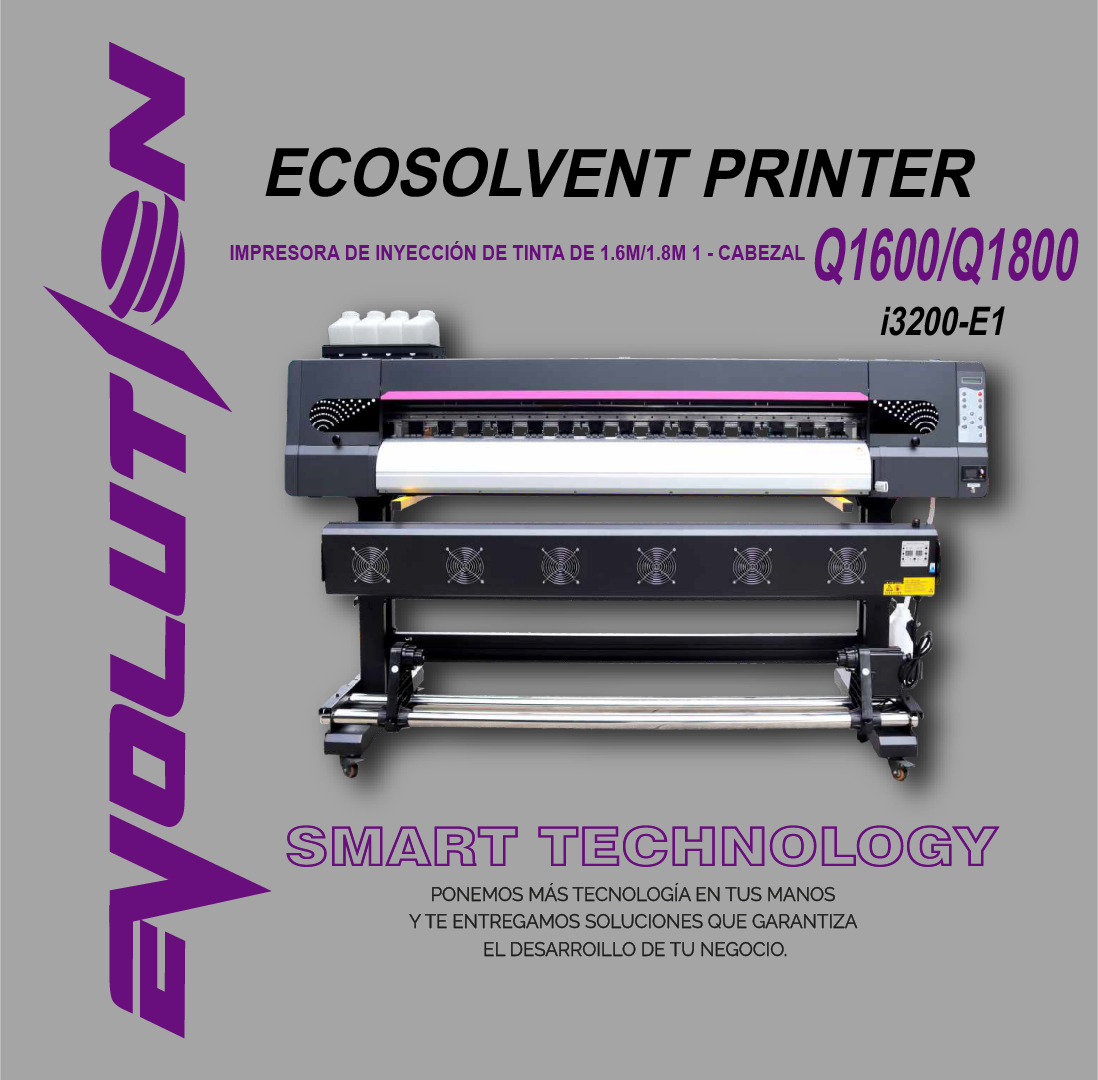 EVOLUTION
ECOSOLVENT PRINTER
IMPRESORA DE INYECCIÓN DE TINTA DE 1.6M/1.8M 1 - CABEZAL Q1600/Q1800
i3200-E1
SMART TECHNOLOGY
PONEMOS MÁS TECNOLOGÍA EN TUS MANOS
Y TE ENTREGAMOS SOLUCIONES QUE GARANTIZA
EL DESARROILLO DE TU NEGOCIO.